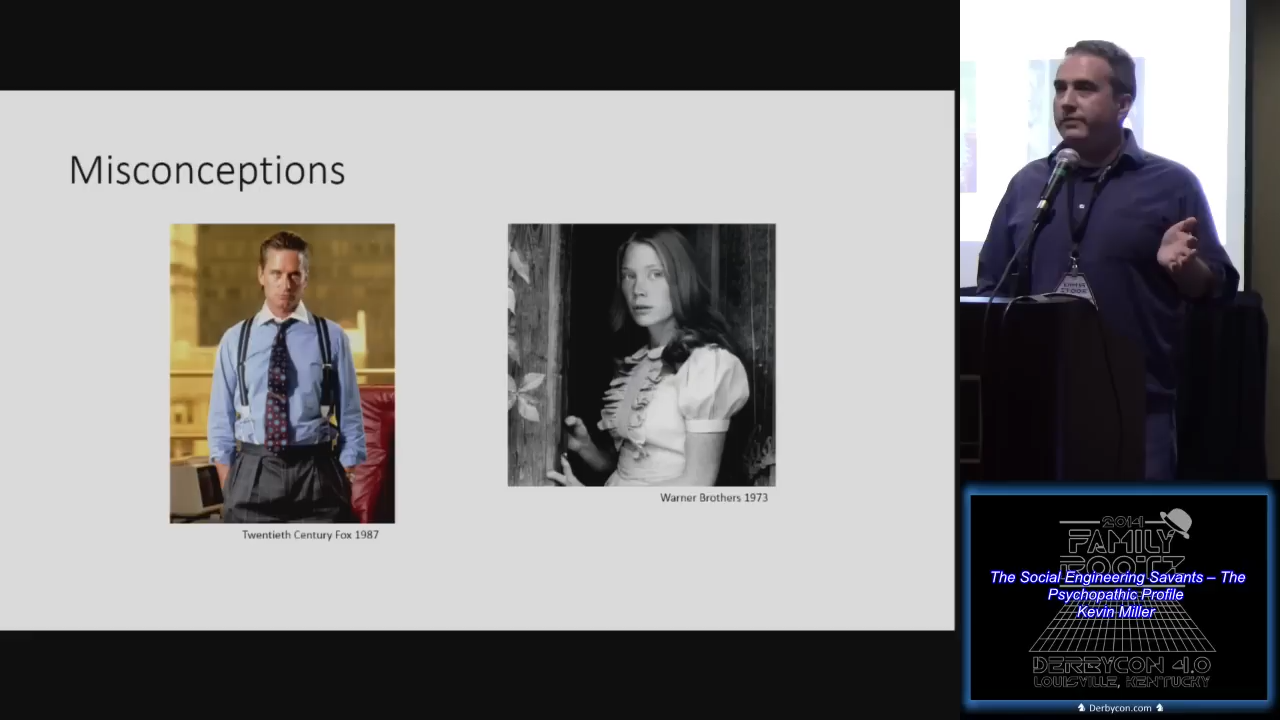 Misconceptions
Twentieth Century Fox 1987
Warner Brothers 1973
2014
FAMILY
ROOTZ
The Social Engineering Savants – The
Psychopathic Profile
Kevin Miller
DERBYCON 4.0
LOUISVILLE, KENTUCKY
Derbycon.com